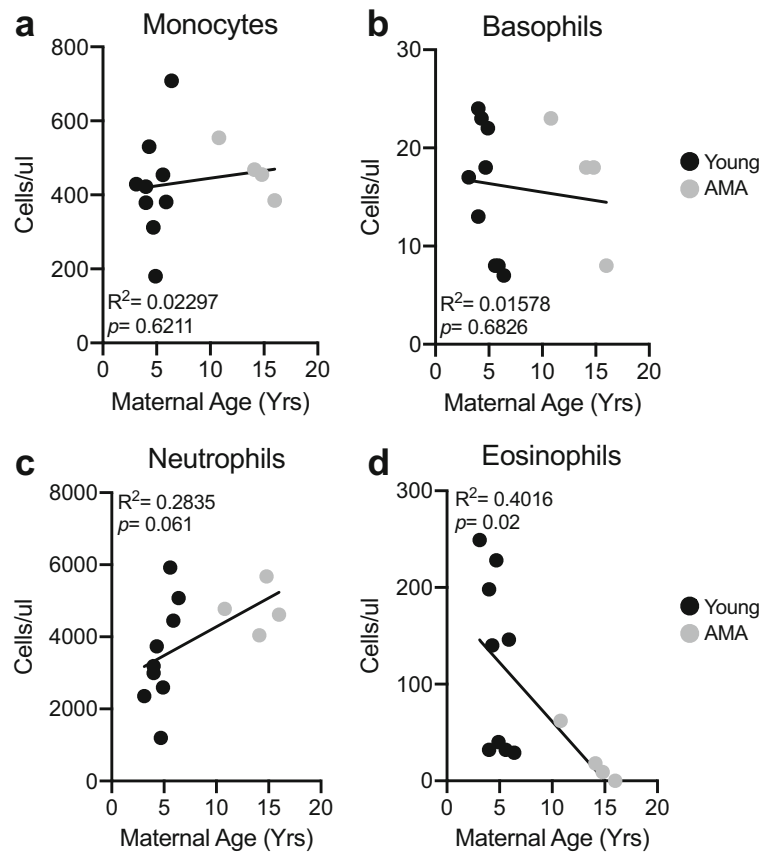 a
Monocytes
800
600
400
200
0
Cells/ul
R²= 0.02297
p= 0.6211
0 5 10 15 20
Maternal Age (Yrs)
b
Basophils
30
20
10
0
Cells/ul
R²= 0.01578
p= 0.6826
0 5 10 15 20
Maternal Age (Yrs)
Young
AMA
c
Neutrophils
8000
6000
4000
2000
0
Cells/ul
R²= 0.2835
p= 0.061
0 5 10 15 20
Maternal Age (Yrs)
d
Eosinophils
300
200
100
0
Cells/ul
R²= 0.4016
p= 0.02
0 5 10 15 20
Maternal Age (Yrs)
Young
AMA